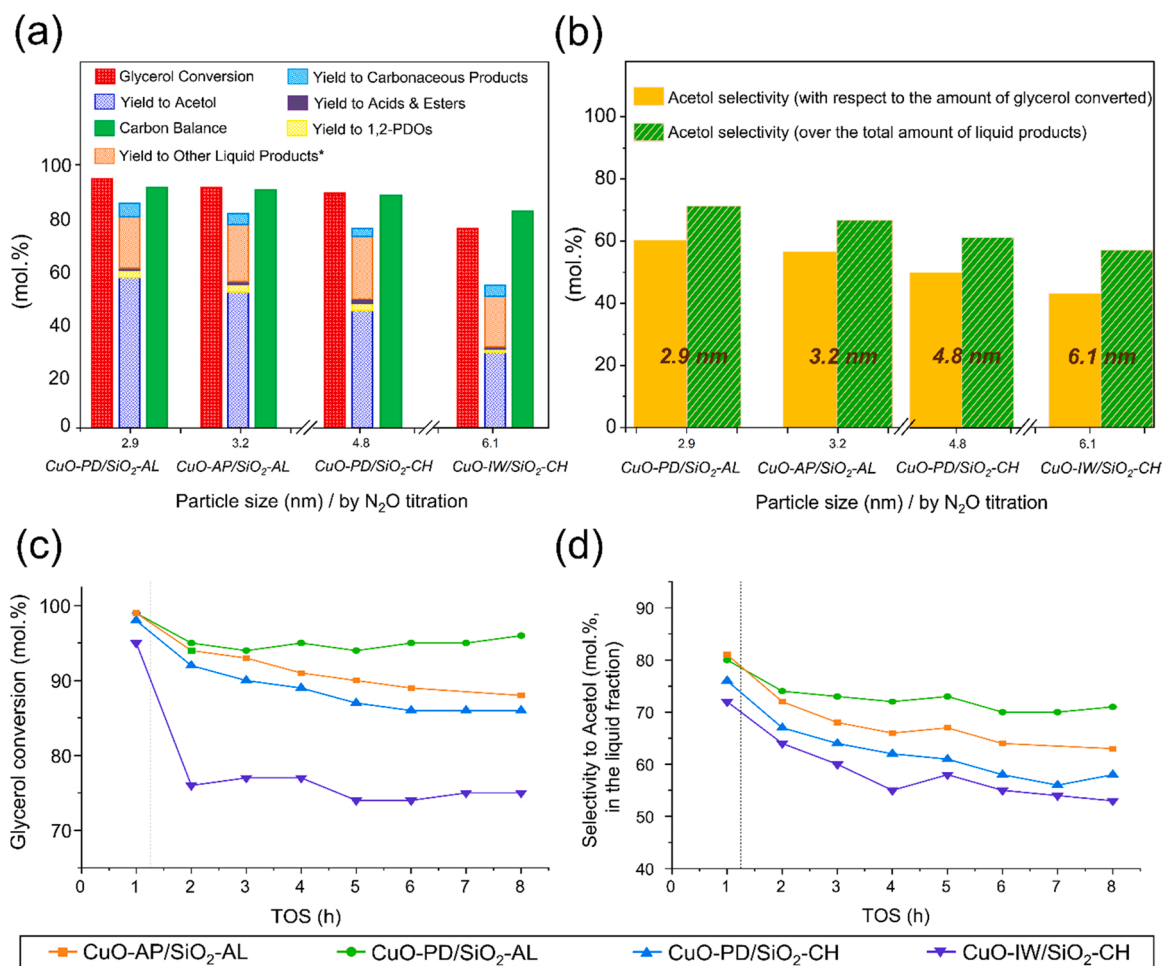 (a)
Glycerol Conversion
Yield to Carbonaceous Products
Yield to Acetol
Yield to Acids & Esters
Carbon Balance
Yield to 1,2-PDOs
Yield to Other Liquid Products*
(mol.%)
100
80
60
40
20
0
2.9
3.2
4.8
6.1
CuO-PD/SiO₂-AL
CuO-AP/SiO₂-AL
CuO-PD/SiO₂-CH
CuO-IW/SiO₂-CH
Particle size (nm) / by N₂O titration
(b)
Acetol selectivity (with respect to the amount of glycerol converted)
Acetol selectivity (over the total amount of liquid products)
(mol.%)
100
80
60
40
20
0
2.9 nm
3.2 nm
4.8 nm
6.1 nm
2.9
3.2
4.8
6.1
CuO-PD/SiO₂-AL
CuO-AP/SiO₂-AL
CuO-PD/SiO₂-CH
CuO-IW/SiO₂-CH
Particle size (nm) / by N₂O titration
(c)
Glycerol conversion (mol.%)
100
90
80
70
0
1
2
3
4
5
6
7
8
TOS (h)
(d)
Selectivity to Acetol (mol.%,
in the liquid fraction)
90
80
70
60
50
40
0
1
2
3
4
5
6
7
8
TOS (h)
CuO-AP/SiO₂-AL
CuO-PD/SiO₂-AL
CuO-PD/SiO₂-CH
CuO-IW/SiO₂-CH